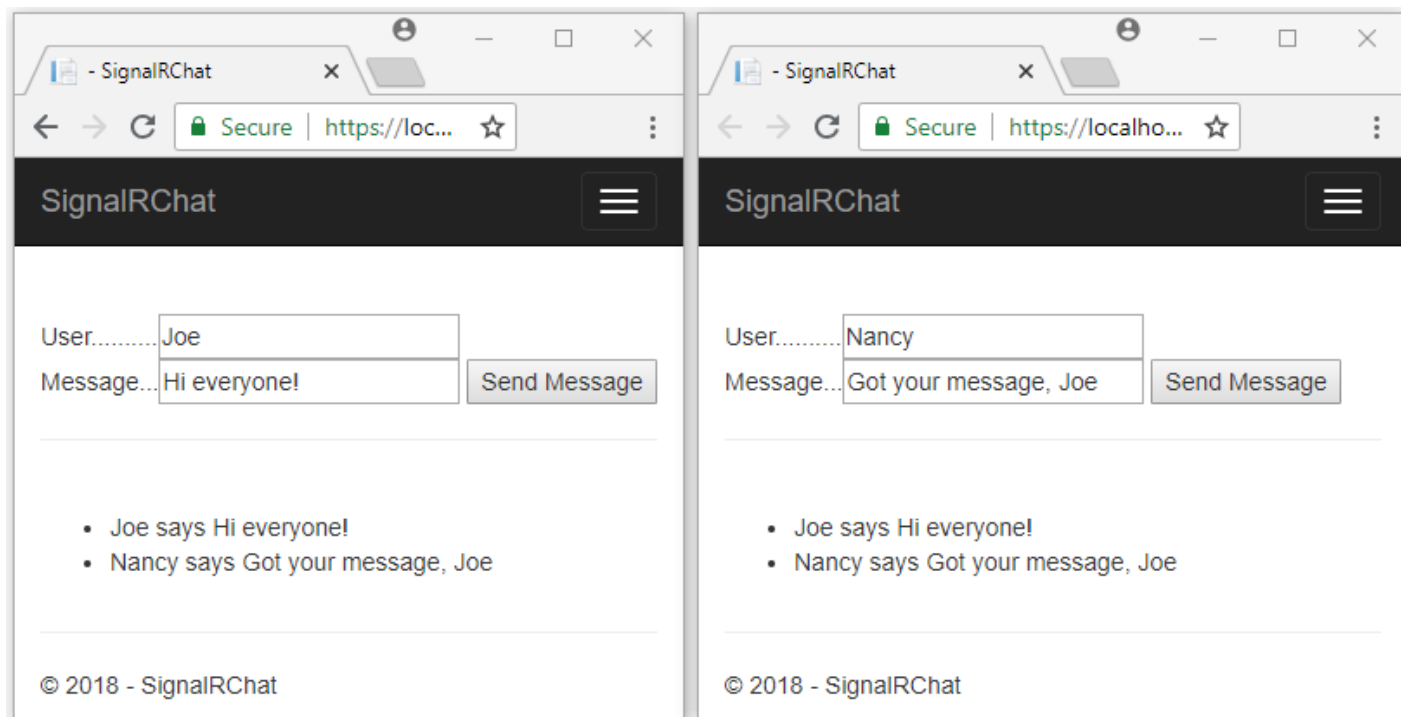 - SignalRChat
Secure | https://loc...
SignalRChat
User..........Joe
Message...Hi everyone! Send Message
• Joe says Hi everyone!
• Nancy says Got your message, Joe
© 2018 - SignalRChat
- SignalRChat
Secure | https://localho...
SignalRChat
User..........Nancy
Message...Got your message, Joe Send Message
• Joe says Hi everyone!
• Nancy says Got your message, Joe
© 2018 - SignalRChat